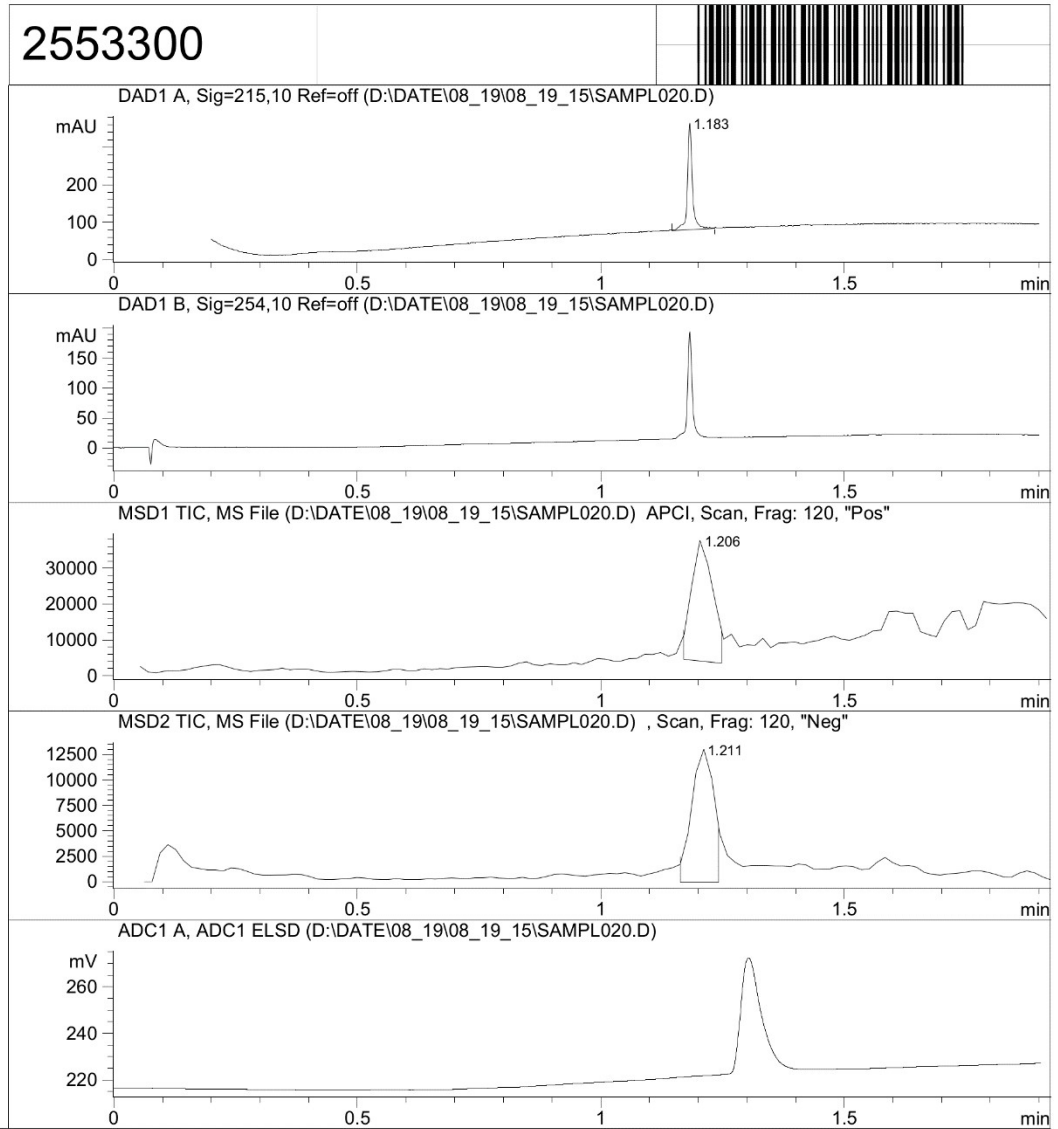 2553300
DAD1 A, Sig=215,10 Ref=off (D:\DATE\08_19\08_19_15\SAMPL020.D)
mAU
1.183
200
100
0
0 0.5 1 1.5 min
DAD1 B, Sig=254,10 Ref=off (D:\DATE\08_19\08_19_15\SAMPL020.D)
mAU
150
100
50
0
0 0.5 1 1.5 min
MSD1 TIC, MS File (D:\DATE\08_19\08_19_15\SAMPL020.D) APCI, Scan, Frag: 120, "Pos"
1.206
30000
20000
10000
0
0 0.5 1 1.5 min
MSD2 TIC, MS File (D:\DATE\08_19\08_19_15\SAMPL020.D) , Scan, Frag: 120, "Neg"
12500 1.211
10000
7500
5000
2500
0
0 0.5 1 1.5 min
ADC1 A, ADC1 ELSD (D:\DATE\08_19\08_19_15\SAMPL020.D)
mV
260
240
220
0 0.5 1 1.5 min